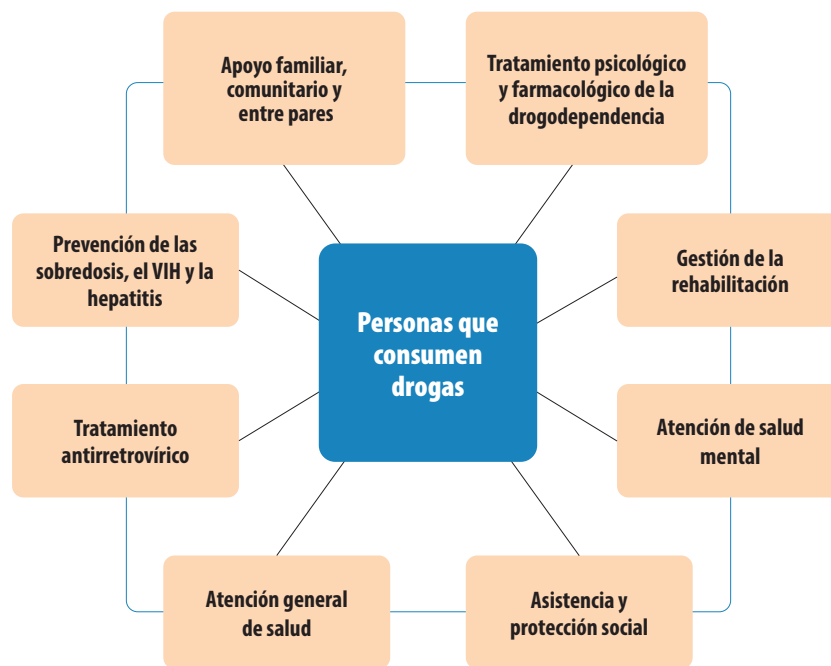 Apoyo familiar,
comunitario y
entre pares
Tratamiento psicológico
y farmacológico de la
drogodependencia
Prevención de las
sobredosis, el VIH y la
hepatitis
Personas que
consumen
drogas
Gestión de la
rehabilitación
Tratamiento
antirretrovírico
Atención de salud
mental
Atención general
de salud
Asistencia y
protección social